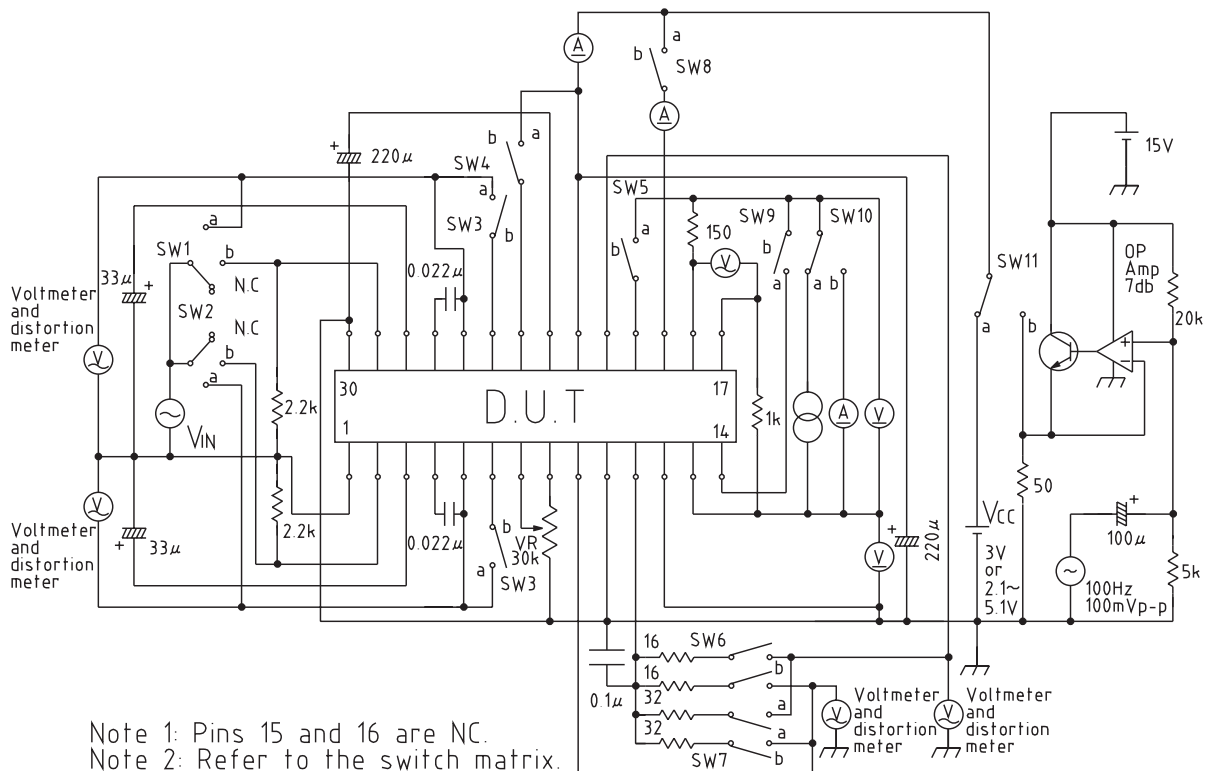 A
a
b
SW8
A
b
a
+
220μ
SW4
15V
SW5
a
SW3
b
a
b
SW9
b
SW10
a
SW1
b
N.C
0.022μ
150
V
a
b
SW11
OP
Amp
7db
33μ
+
SW2
N.C
b
a
a
b
20k
Voltmeter
and
distortion
meter
V
VIN
2.2k
30
D.U.T
17
1
14
1k
A
V
+
−
V
2.2k
50
Voltmeter
and
distortion
meter
+
33μ
0.022μ
b
VR
30k
a
SW3
V
+
220μ
VCC
3V
or
2.1~
5.1V
+
100μ
100Hz
100mVp-p
5k
16
SW6
b
16
0.1μ
32
a
32
a
SW7
b
V
Voltmeter
and
distortion
meter
V
Voltmeter
and
distortion
meter
Note 1: Pins 15 and 16 are NC.
Note 2: Refer to the switch matrix.